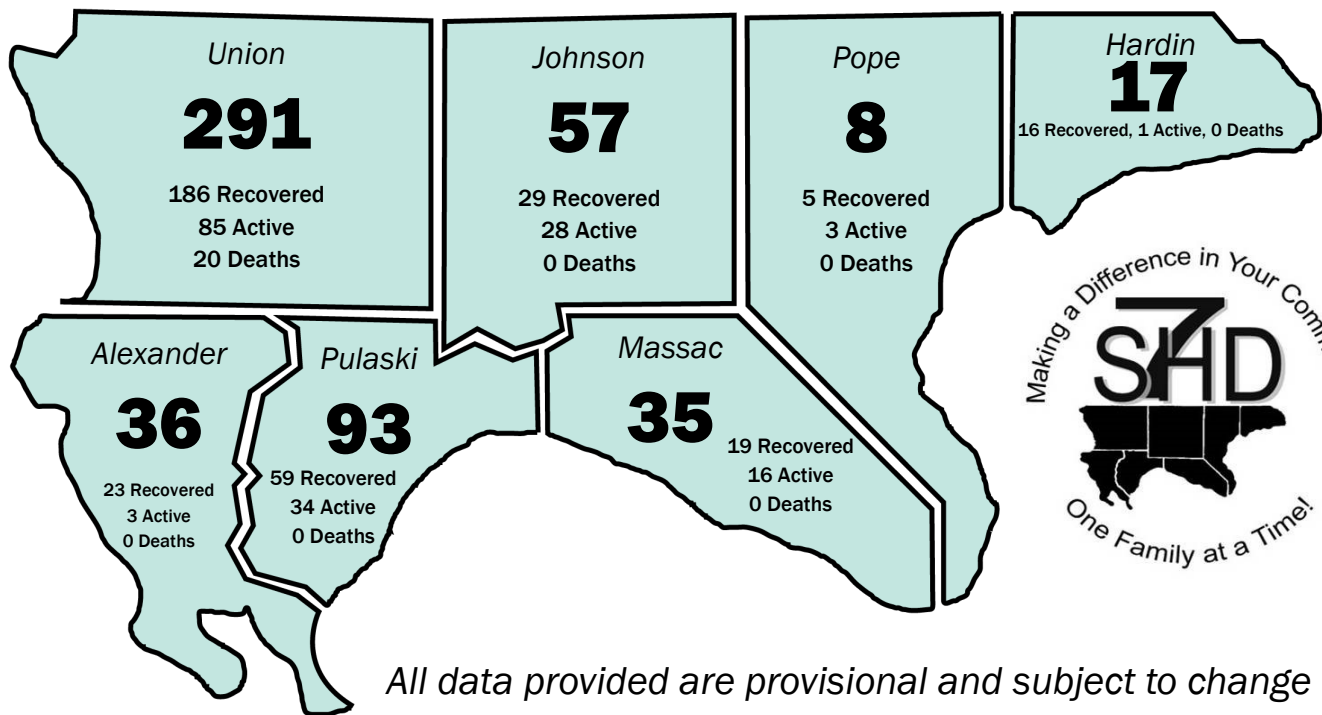 Union
291
186 Recovered
85 Active
20 Deaths
Johnson
57
29 Recovered
28 Active
0 Deaths
Pope
8
5 Recovered
3 Active
0 Deaths
Hardin
17
16 Recovered, 1 Active, 0 Deaths
Alexander
36
23 Recovered
3 Active
0 Deaths
Pulaski
93
59 Recovered
34 Active
0 Deaths
Massac
35
19 Recovered
16 Active
0 Deaths
Making a Difference in Your
S7HD
One Family at a Time!
All data provided are provisional and subject to change